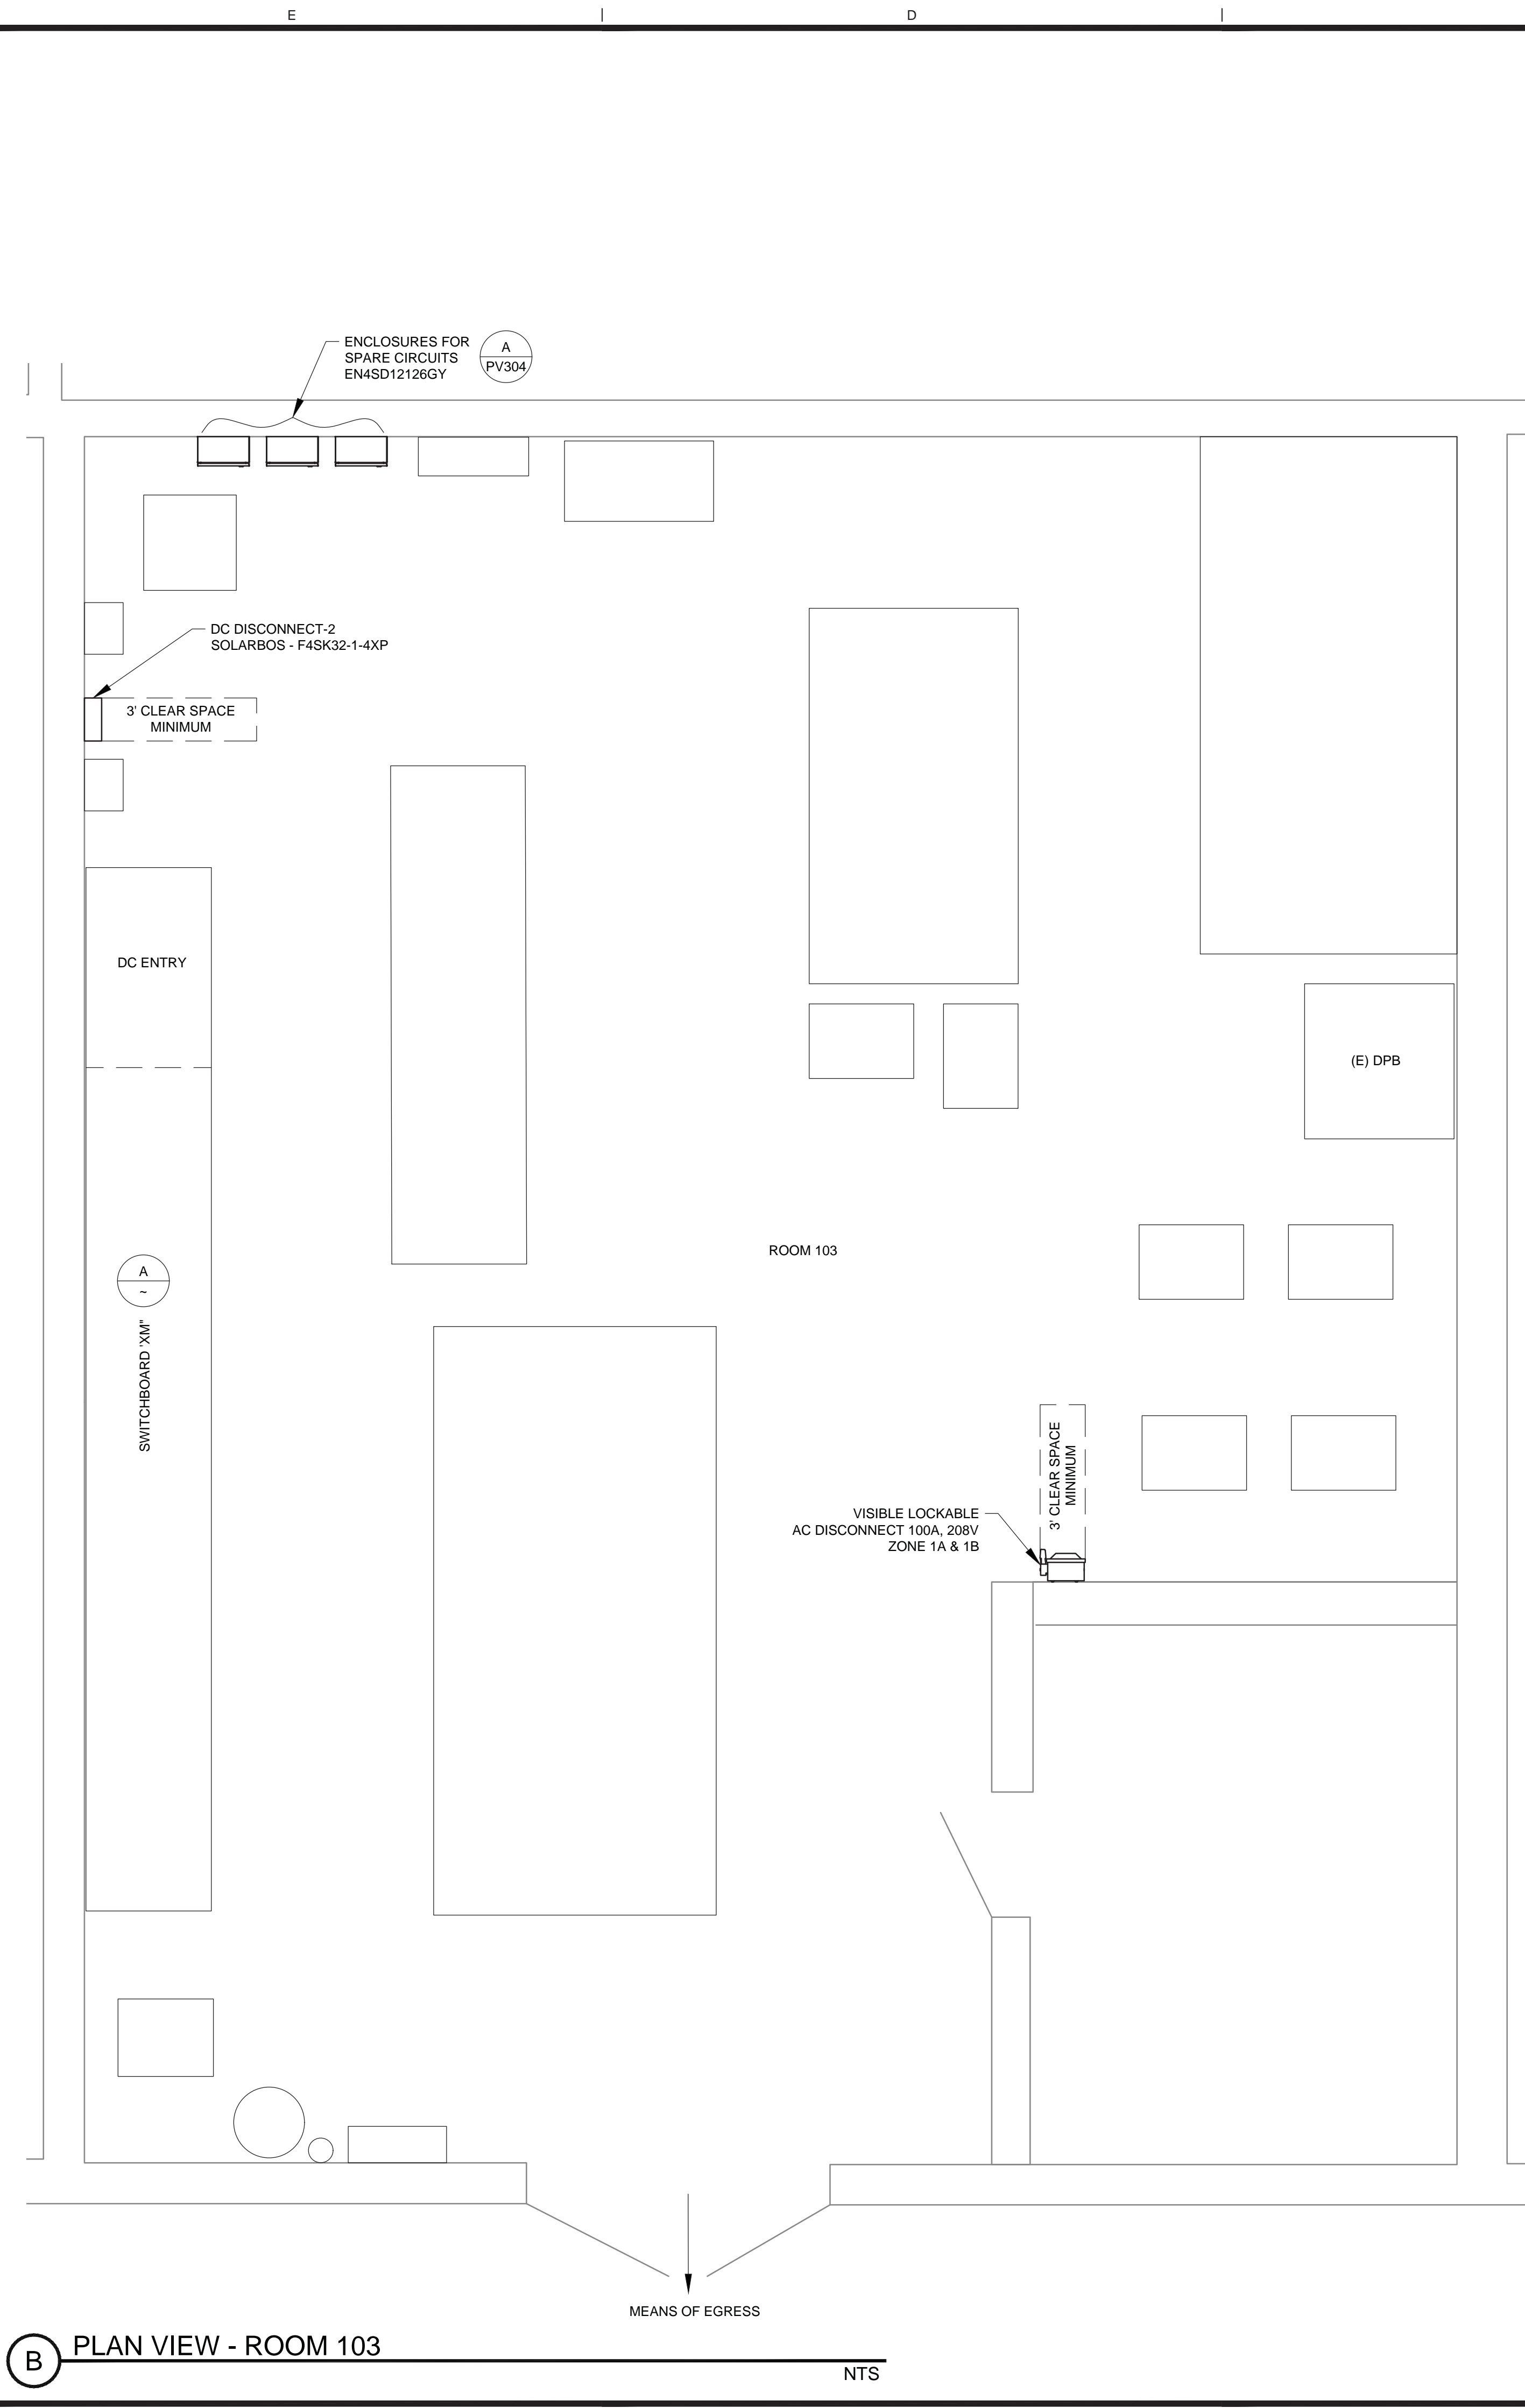 E
D
ENCLOSURES FOR
SPARE CIRCUITS
EN4SD12126GY
A
PV304
DC DISCONNECT-2
SOLARBOS - F4SK32-1-4XP
3' CLEAR SPACE
MINIMUM
DC ENTRY
(E) DPB
ROOM 103
A
~
SWITCHBOARD 'XM"
3' CLEAR SPACE
MINIMUM
VISIBLE LOCKABLE
AC DISCONNECT 100A, 208V
ZONE 1A & 1B
MEANS OF EGRESS
B
PLAN VIEW - ROOM 103
NTS